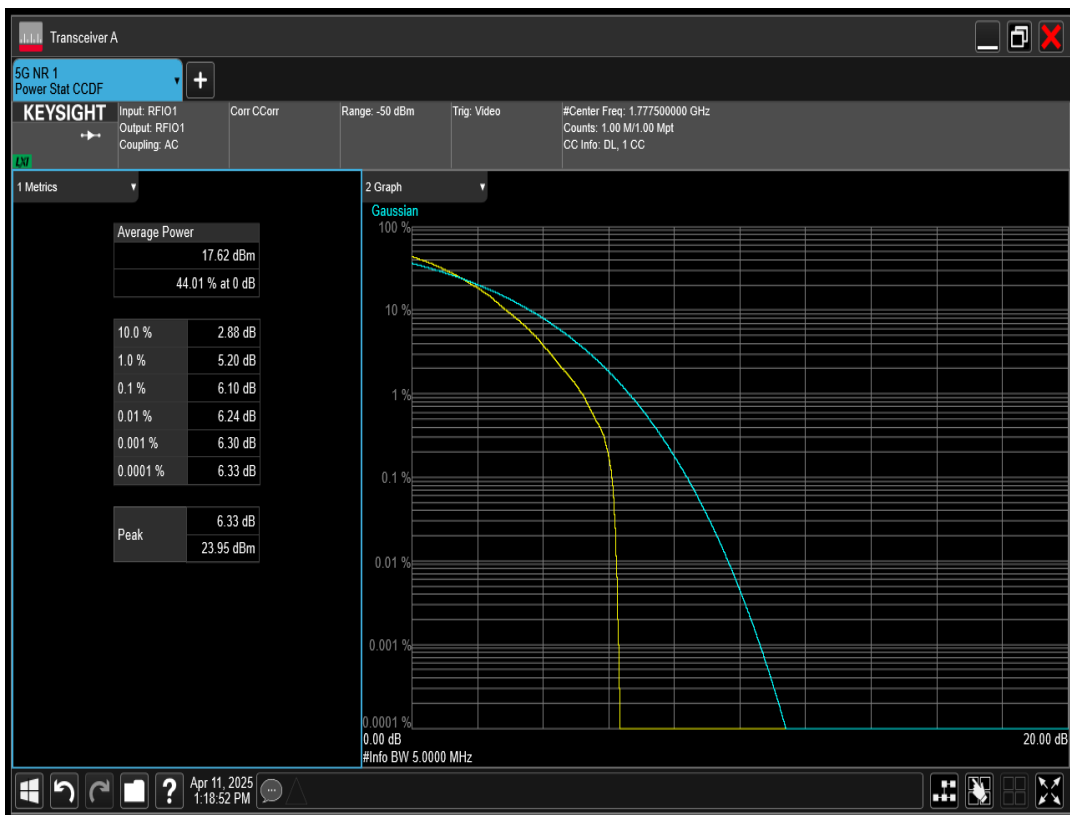 Transceiver A
5G NR 1
Power Stat CCDF
+
KEYSIGHT
LXI
Input: RFIO1
Output: RFIO1
Coupling: AC
Corr CCorr
Range: -50 dBm
Trig: Video
#Center Freq: 1.777500000 GHz
Counts: 1.00 M/1.00 Mpt
CC Info: DL, 1 CC
1 Metrics
Average Power
17.62 dBm
44.01 % at 0 dB
10.0 % 2.88 dB
1.0 % 5.20 dB
0.1 % 6.10 dB
0.01 % 6.24 dB
0.001 % 6.30 dB
0.0001 % 6.33 dB
Peak
6.33 dB
23.95 dBm
2 Graph
Gaussian
100 %
10 %
1 %
0.1 %
0.01 %
0.001 %
0.0001 %
0.00 dB
20.00 dB
#Info BW 5.0000 MHz
?
Apr 11, 2025
1:18:52 PM